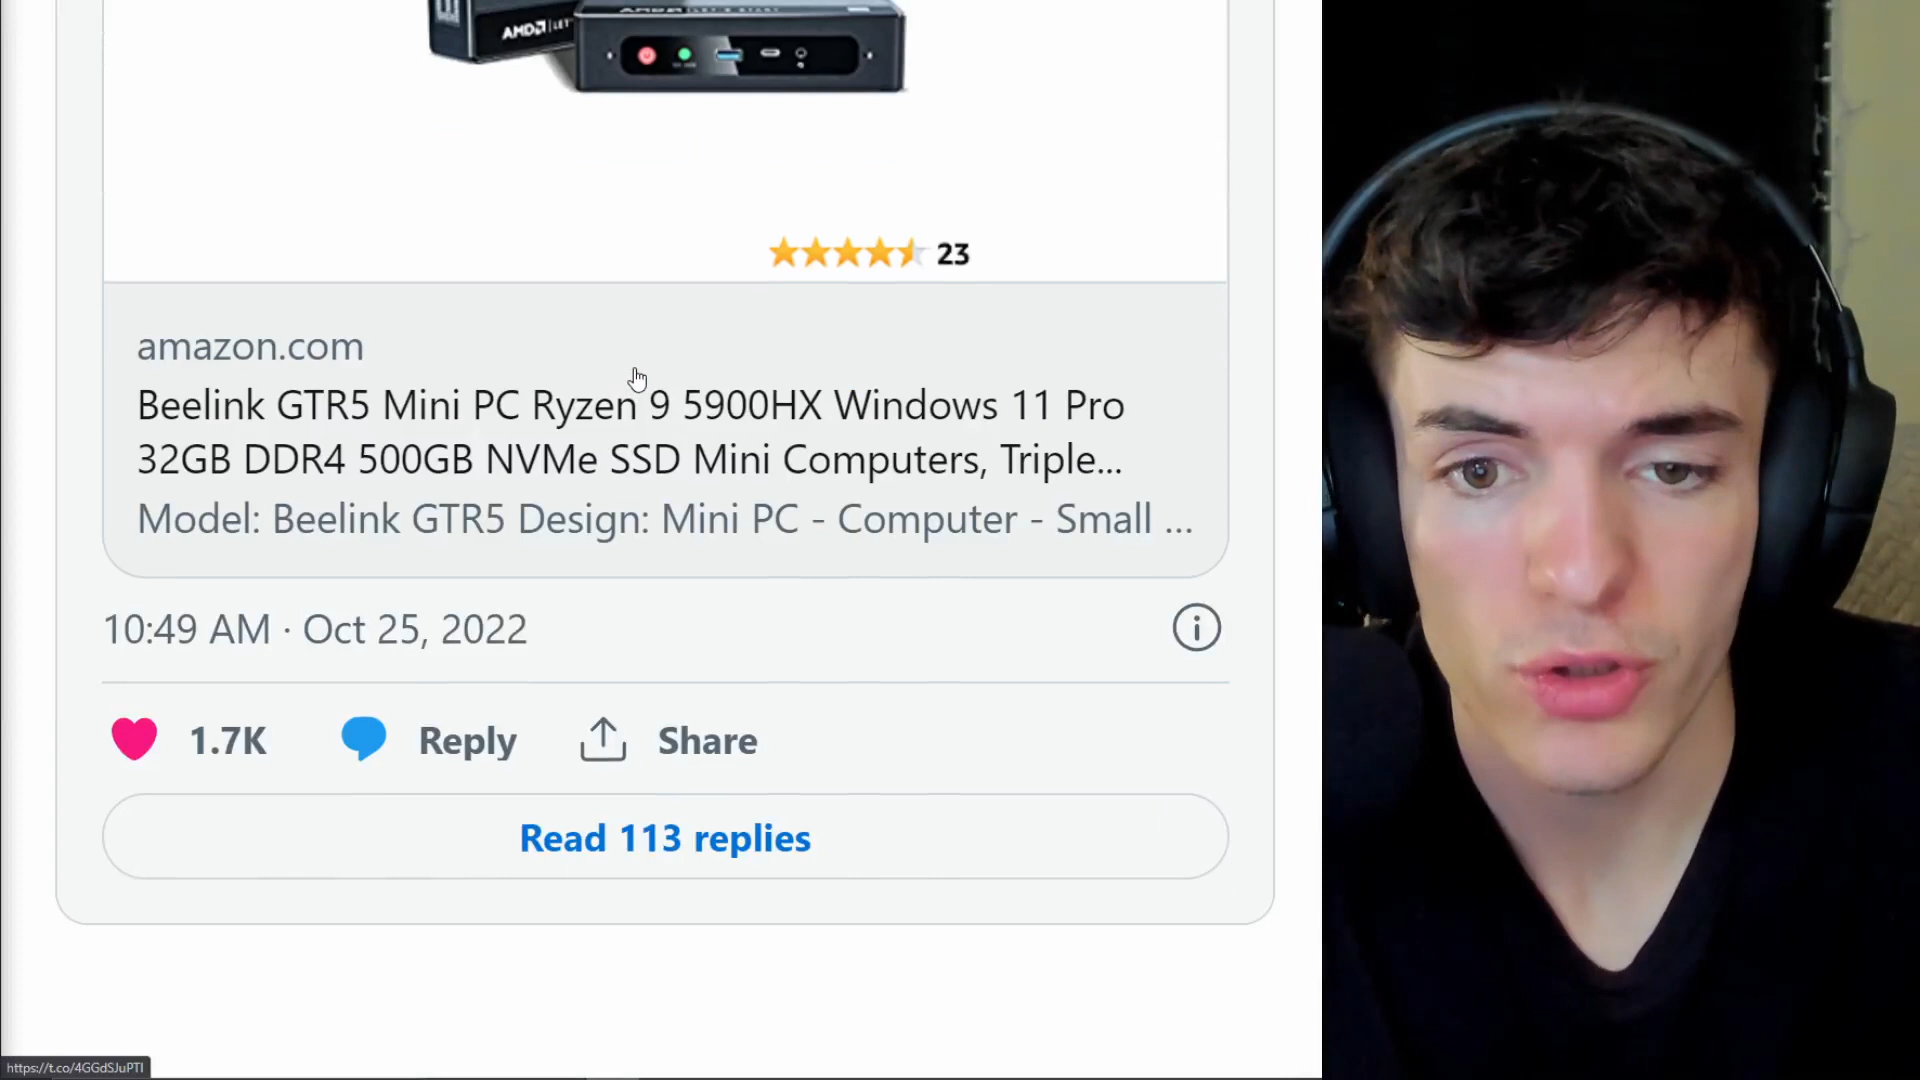 AMD
23
amazon.com
Beelink GTR5 Mini PC Ryzen 9 5900HX Windows 11 Pro
32GB DDR4 500GB NVMe SSD Mini Computers, Triple...
Model: Beelink GTR5 Design: Mini PC - Computer - Small ...
10:49 AM · Oct 25, 2022
1.7K Reply Share
Read 113 replies
https://t.co/4GGdSJuPTI